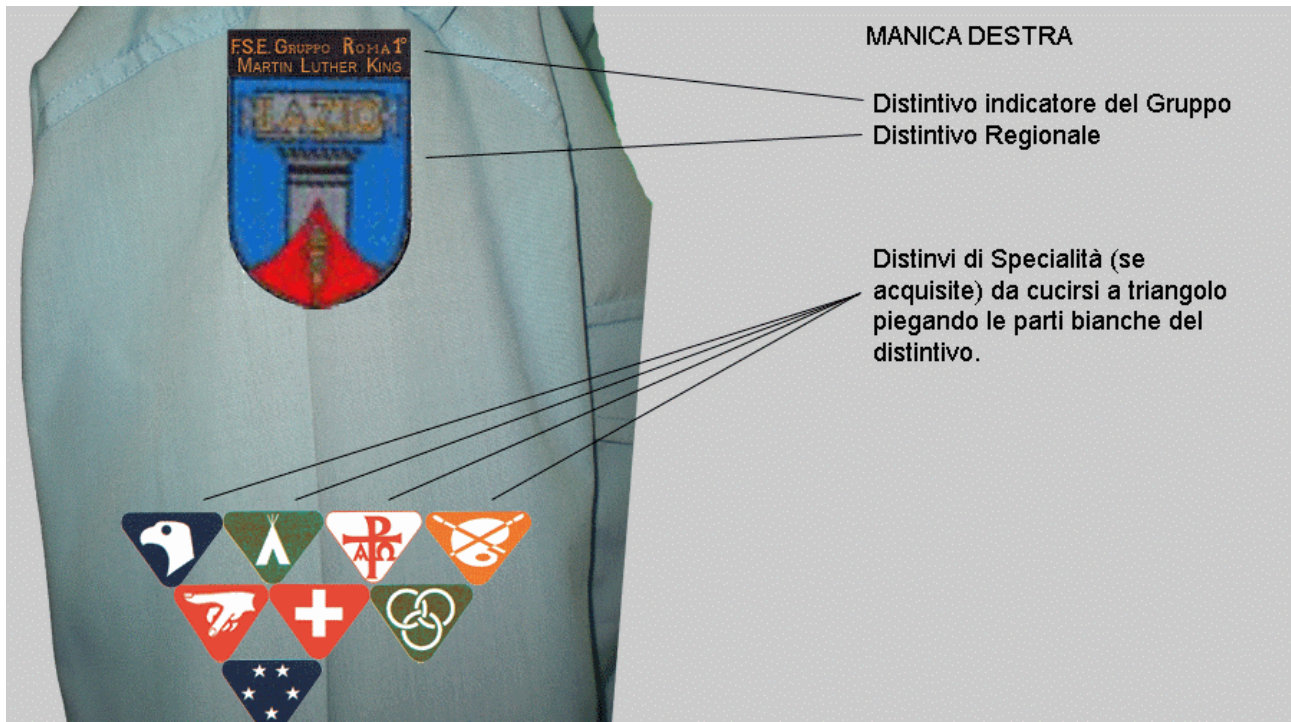 F.S.E. GRUPPO ROMA 1°
MARTIN LUTHER KING
LAZIO
MANICA DESTRA
Distintivo indicatore del Gruppo
Distintivo Regionale
Distinvi di Specialità (se
acquisite) da cucirsi a triangolo
piegando le parti bianche del
distintivo.
P
A Ω